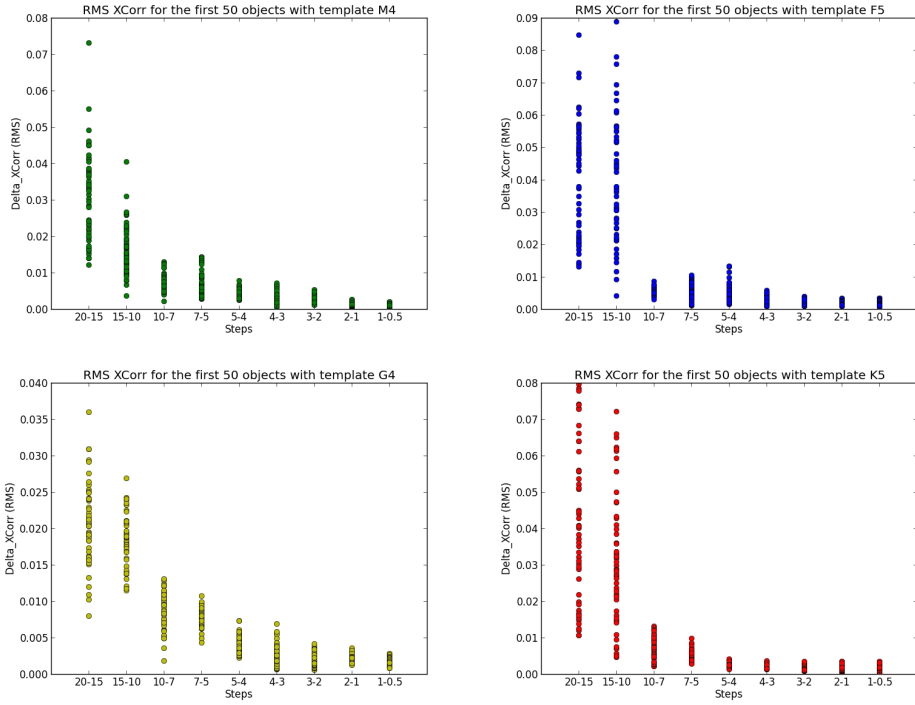 RMS XCorr for the first 50 objects with template M4
0.08
0.07
0.06
0.05
0.04
0.03
0.02
0.01
0.00
Delta_XCorr (RMS)
20-15 15-10 10-7 7-5 5-4 4-3 3-2 2-1 1-0.5
Steps
RMS XCorr for the first 50 objects with template F5
0.09
0.08
0.07
0.06
0.05
0.04
0.03
0.02
0.01
0.00
Delta_XCorr (RMS)
20-15 15-10 10-7 7-5 5-4 4-3 3-2 2-1 1-0.5
Steps
RMS XCorr for the first 50 objects with template G4
0.040
0.035
0.030
0.025
0.020
0.015
0.010
0.005
0.000
Delta_XCorr (RMS)
20-15 15-10 10-7 7-5 5-4 4-3 3-2 2-1 1-0.5
Steps
RMS XCorr for the first 50 objects with template K5
0.08
0.07
0.06
0.05
0.04
0.03
0.02
0.01
0.00
Delta_XCorr (RMS)
20-15 15-10 10-7 7-5 5-4 4-3 3-2 2-1 1-0.5
Steps